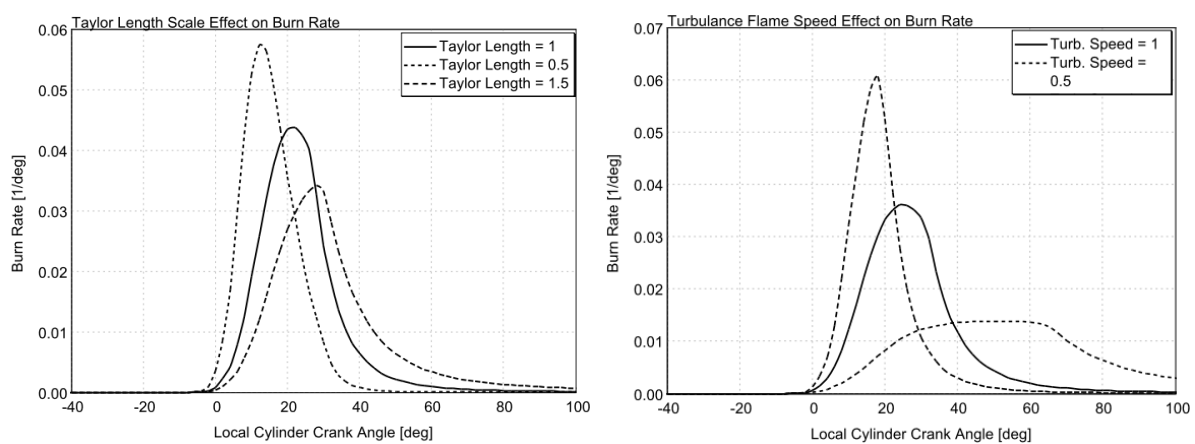 Taylor Length Scale Effect on Burn Rate
0.06
0.05
0.04
0.03
0.02
0.01
0.00
Burn Rate [1/deg]
Taylor Length = 1
Taylor Length = 0.5
Taylor Length = 1.5
-40 -20 0 20 40 60 80 100
Local Cylinder Crank Angle [deg]
Turbulance Flame Speed Effect on Burn Rate
0.07
0.06
0.05
0.04
0.03
0.02
0.01
0.00
Burn Rate [1/deg]
Turb. Speed = 1
Turb. Speed =
0.5
-40 -20 0 20 40 60 80 100
Local Cylinder Crank Angle [deg]